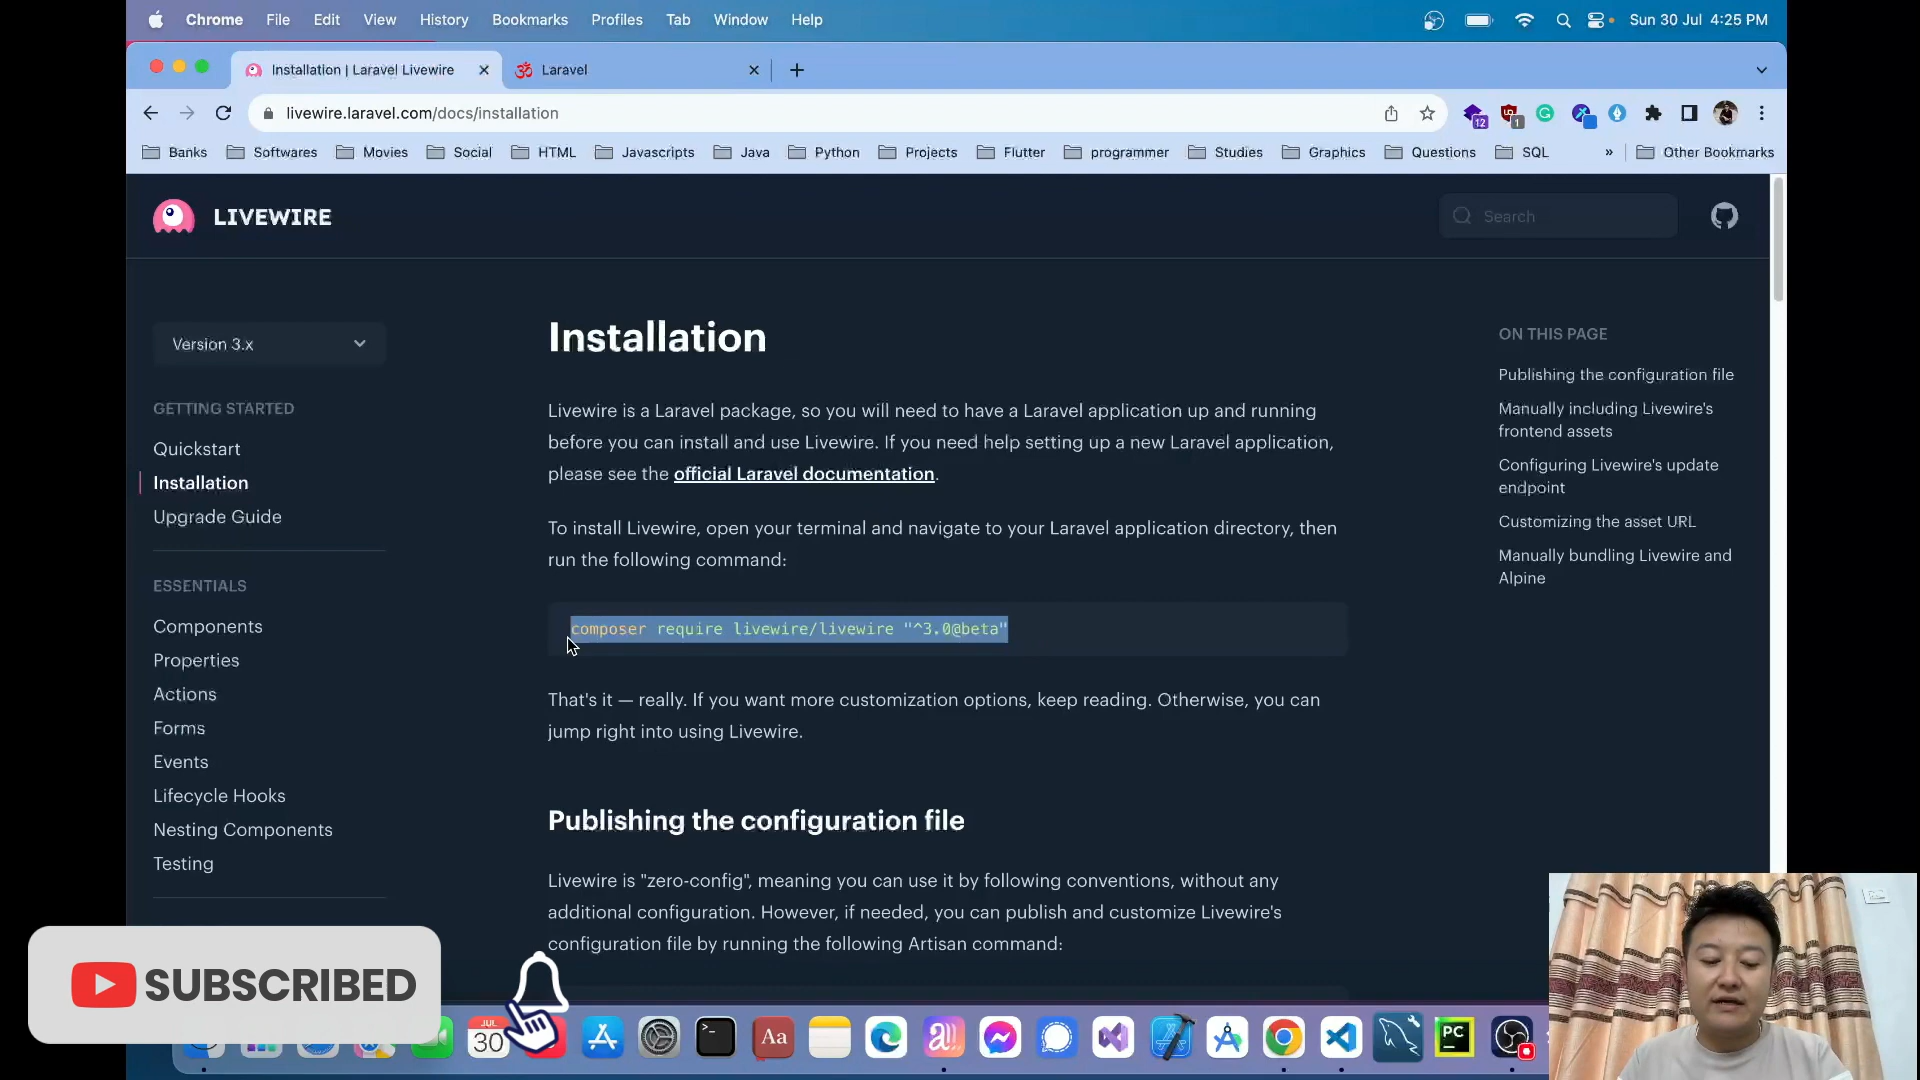 Chrome File Edit View History Bookmarks Profiles Tab Window Help Sun 30 Jul 4:25 PM
Installation | Laravel Livewire Laravel
livewire.laravel.com/docs/installation 12 1
Banks Softwares Movies Social HTML Javascripts Java Python Projects Flutter programmer Studies Graphics Questions SQL » Other Bookmarks
LIVEWIRE Search
Version 3.x
GETTING STARTED
Quickstart
Installation
Upgrade Guide
ESSENTIALS
Components
Properties
Actions
Forms
Events
Lifecycle Hooks
Nesting Components
Testing
Installation
Livewire is a Laravel package, so you will need to have a Laravel application up and running
before you can install and use Livewire. If you need help setting up a new Laravel application,
please see the official Laravel documentation.
To install Livewire, open your terminal and navigate to your Laravel application directory, then
run the following command:
composer require livewire/livewire "^3.0@beta"
That's it — really. If you want more customization options, keep reading. Otherwise, you can
jump right into using Livewire.
Publishing the configuration file
Livewire is "zero-config", meaning you can use it by following conventions, without any
additional configuration. However, if needed, you can publish and customize Livewire's
configuration file by running the following Artisan command:
ON THIS PAGE
Publishing the configuration file
Manually including Livewire's
frontend assets
Configuring Livewire's update
endpoint
Customizing the asset URL
Manually bundling Livewire and
Alpine
SUBSCRIBED
JUL
30
Aa
PC